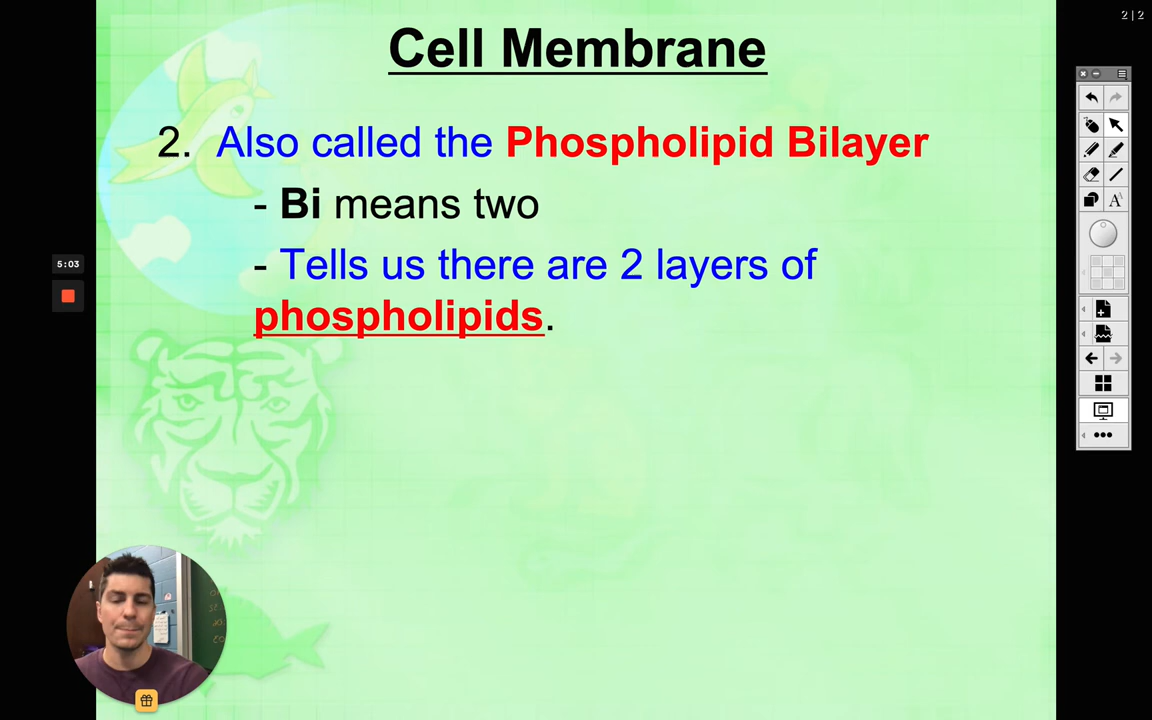 2 | 2
Cell Membrane
2. Also called the Phospholipid Bilayer
- Bi means two
- Tells us there are 2 layers of
phospholipids.
5:03
A